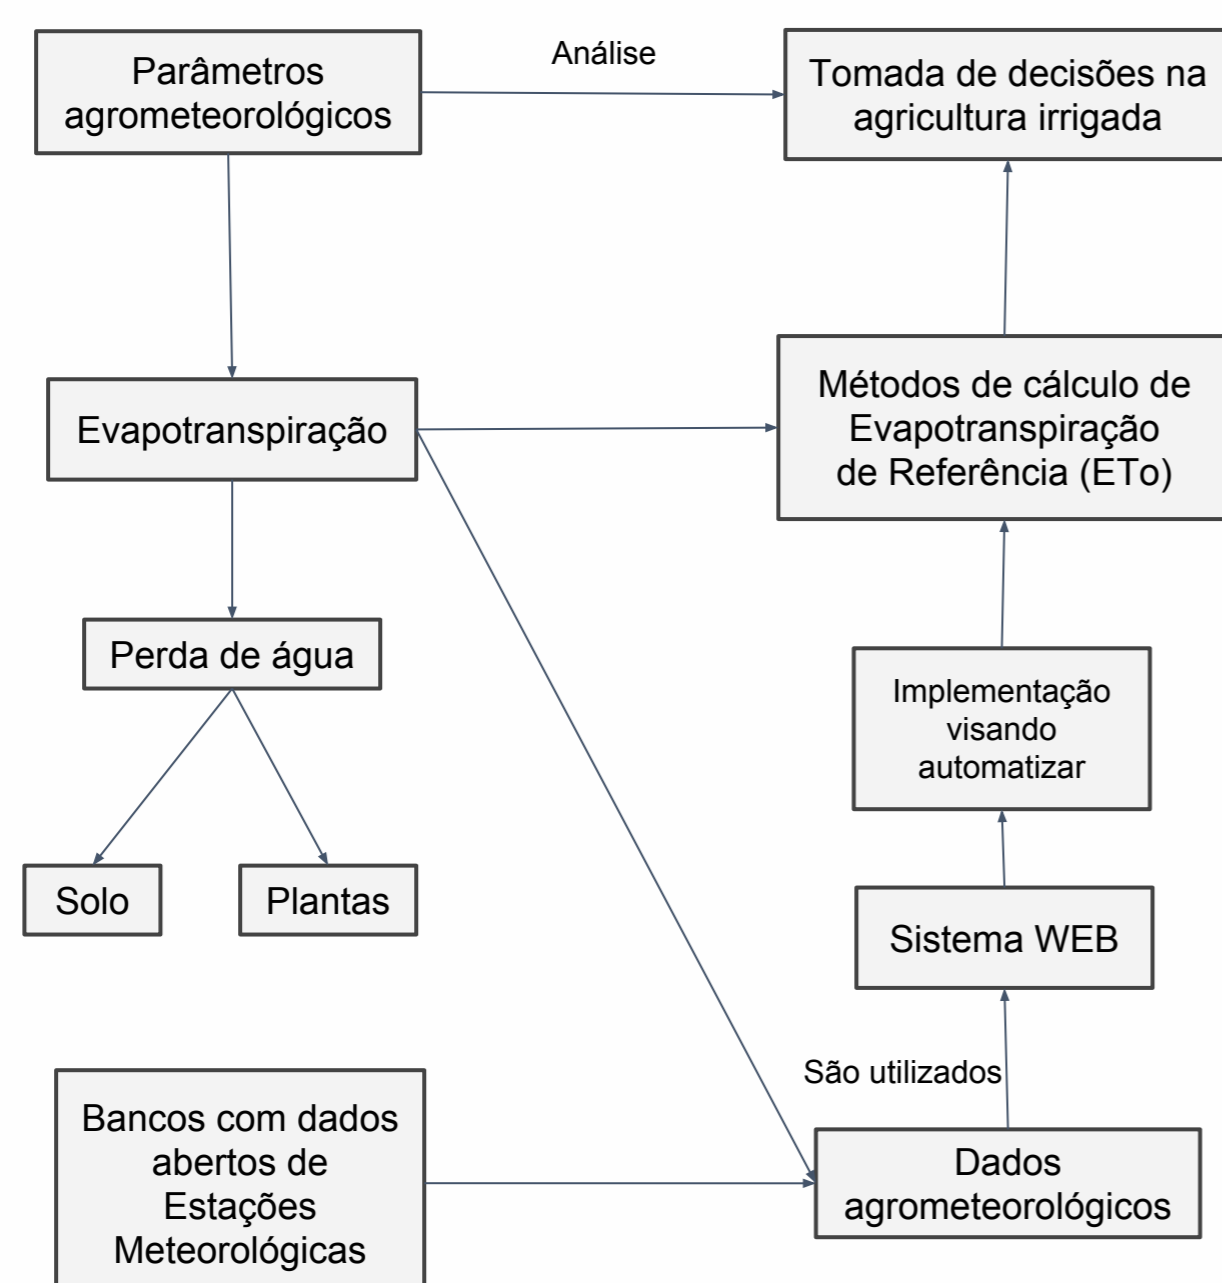 Parâmetros
agrometeorológicos
Análise
Tomada de decisões na
agricultura irrigada
Evapotranspiração
Métodos de cálculo de
Evapotranspiração
de Referência (ETo)
Perda de água
Implementação
visando
automatizar
Solo
Plantas
Sistema WEB
São utilizados
Bancos com dados
abertos de
Estações
Meteorológicas
Dados
agrometeorológicos